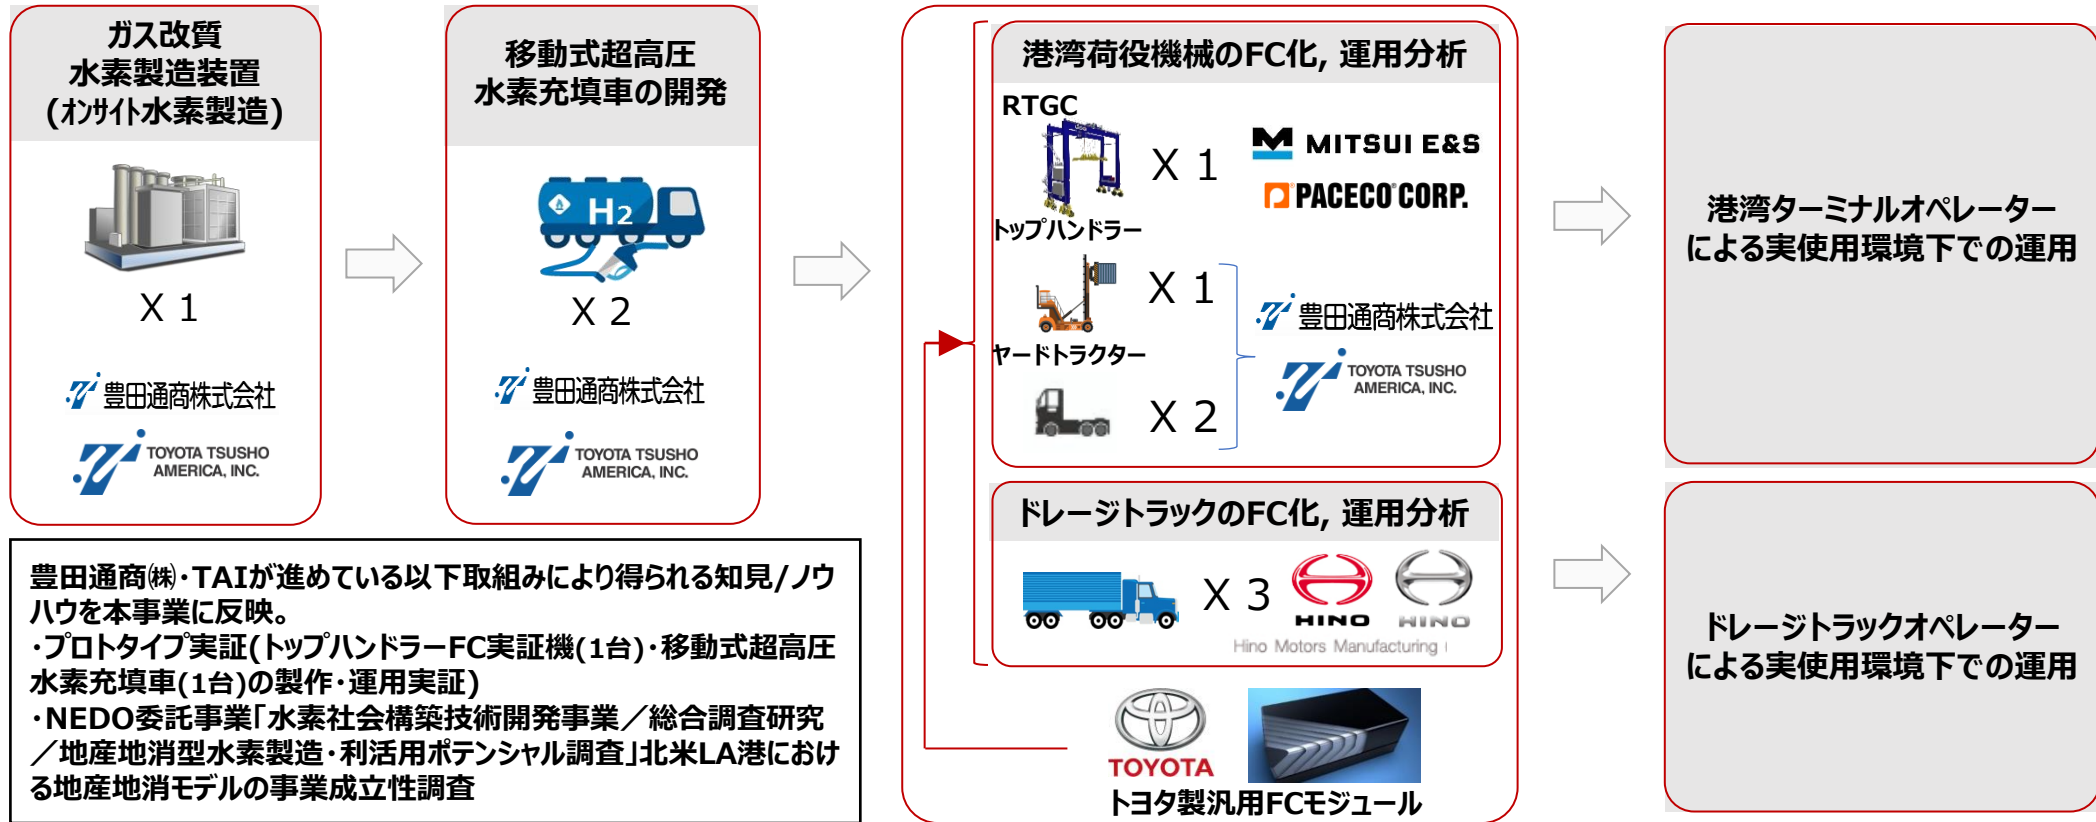 ガス改質
水素製造装置
(ｵﾝｻｲﾄ水素製造)
X 1
豊田通商株式会社
TOYOTA TSUSHO
AMERICA, INC.
移動式超高圧
水素充填車の開発
H2
X 2
豊田通商株式会社
TOYOTA TSUSHO
AMERICA, INC.
港湾荷役機械のFC化, 運用分析
RTGC
X 1
MITSUI E&S
PACECO CORP.
トップハンドラー
X 1
豊田通商株式会社
TOYOTA TSUSHO
AMERICA, INC.
ヤードトラクター
X 2
ドレージトラックのFC化, 運用分析
X 3
HINO
HINO
Hino Motors Manufacturing
TOYOTA
トヨタ製汎用FCモジュール
港湾ターミナルオペレーター
による実使用環境下での運用
ドレージトラックオペレーター
による実使用環境下での運用
豊田通商㈱・TAIが進めている以下取組みにより得られる知見/ノウ
ハウを本事業に反映。
・プロトタイプ実証(トップハンドラーFC実証機(1台)・移動式超高圧
水素充填車(1台)の製作・運用実証)
・NEDO委託事業「水素社会構築技術開発事業／総合調査研究
／地産地消型水素製造・利活用ポテンシャル調査」北米LA港におけ
る地産地消モデルの事業成立性調査